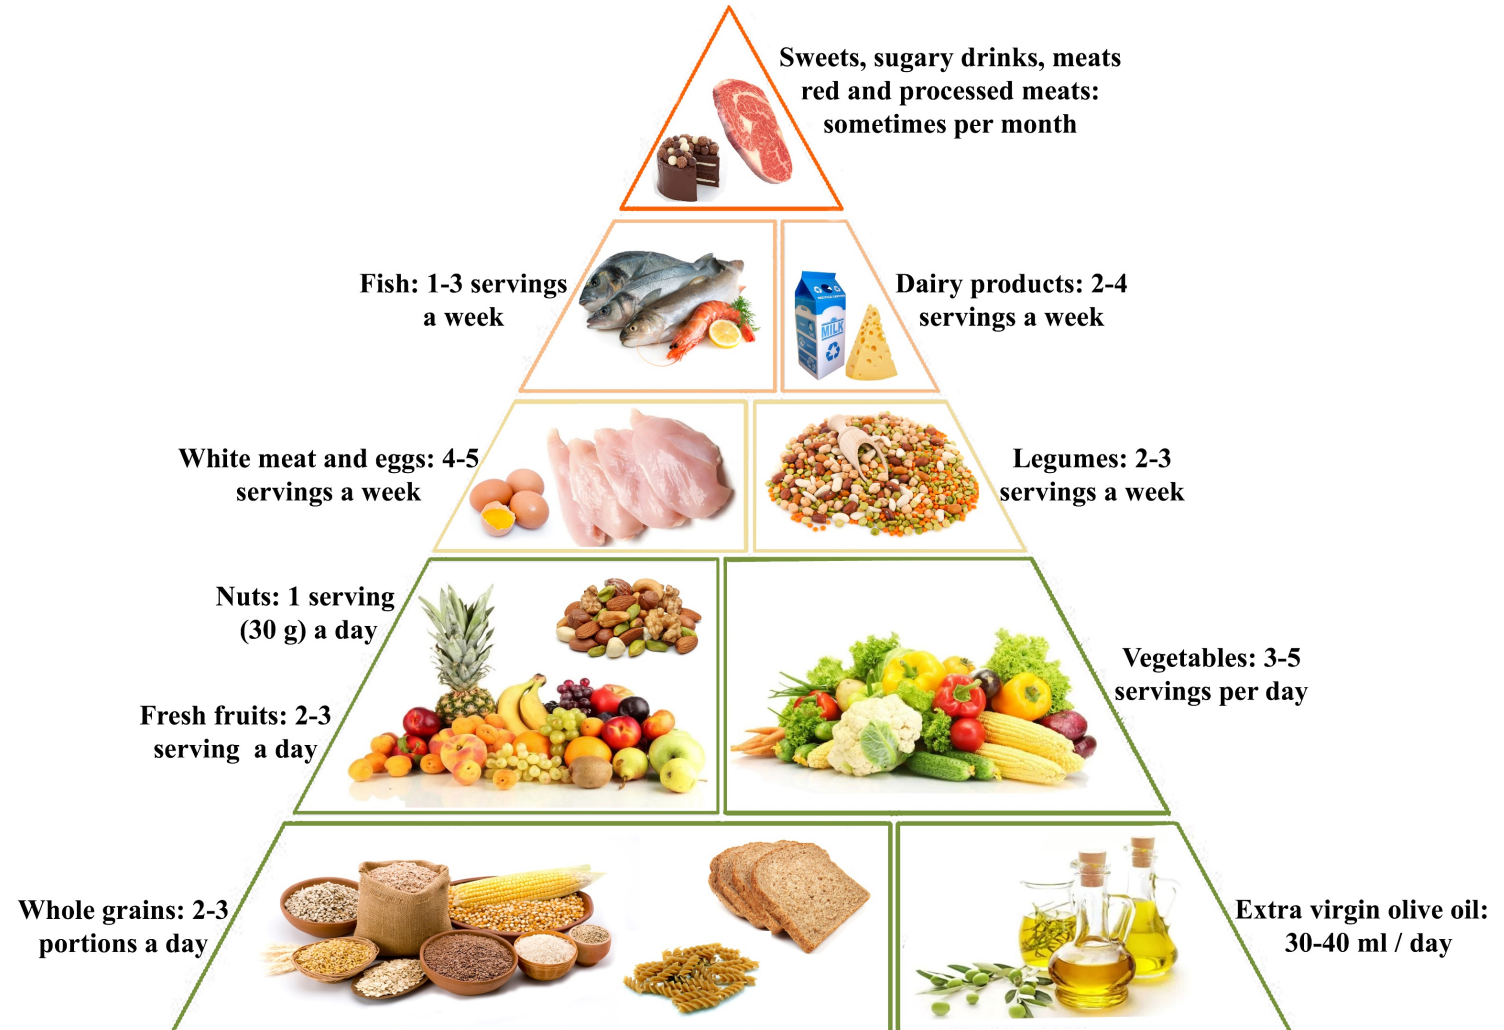 Sweets, sugary drinks, meats
red and processed meats:
sometimes per month
Fish: 1-3 servings
a week
MILK
Dairy products: 2-4
servings a week
White meat and eggs: 4-5
servings a week
Legumes: 2-3
servings a week
Nuts: 1 serving
(30 g) a day
Fresh fruits: 2-3
serving a day
Vegetables: 3-5
servings per day
Whole grains: 2-3
portions a day
Extra virgin olive oil:
30-40 ml / day